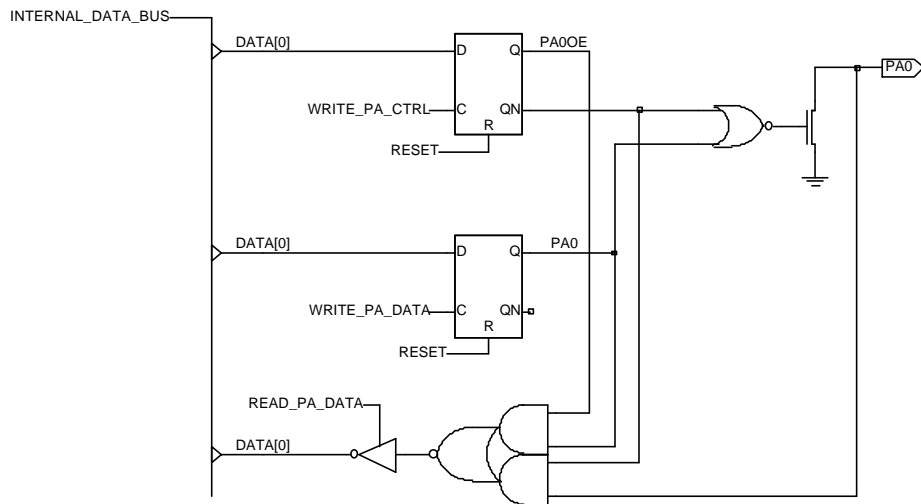 INTERNAL_DATA_BUS
DATA[0]
D
Q
PA0OE
PA0
WRITE_PA_CTRL
C
QN
R
RESET
DATA[0]
D
Q
PA0
WRITE_PA_DATA
C
QN
R
RESET
READ_PA_DATA
DATA[0]